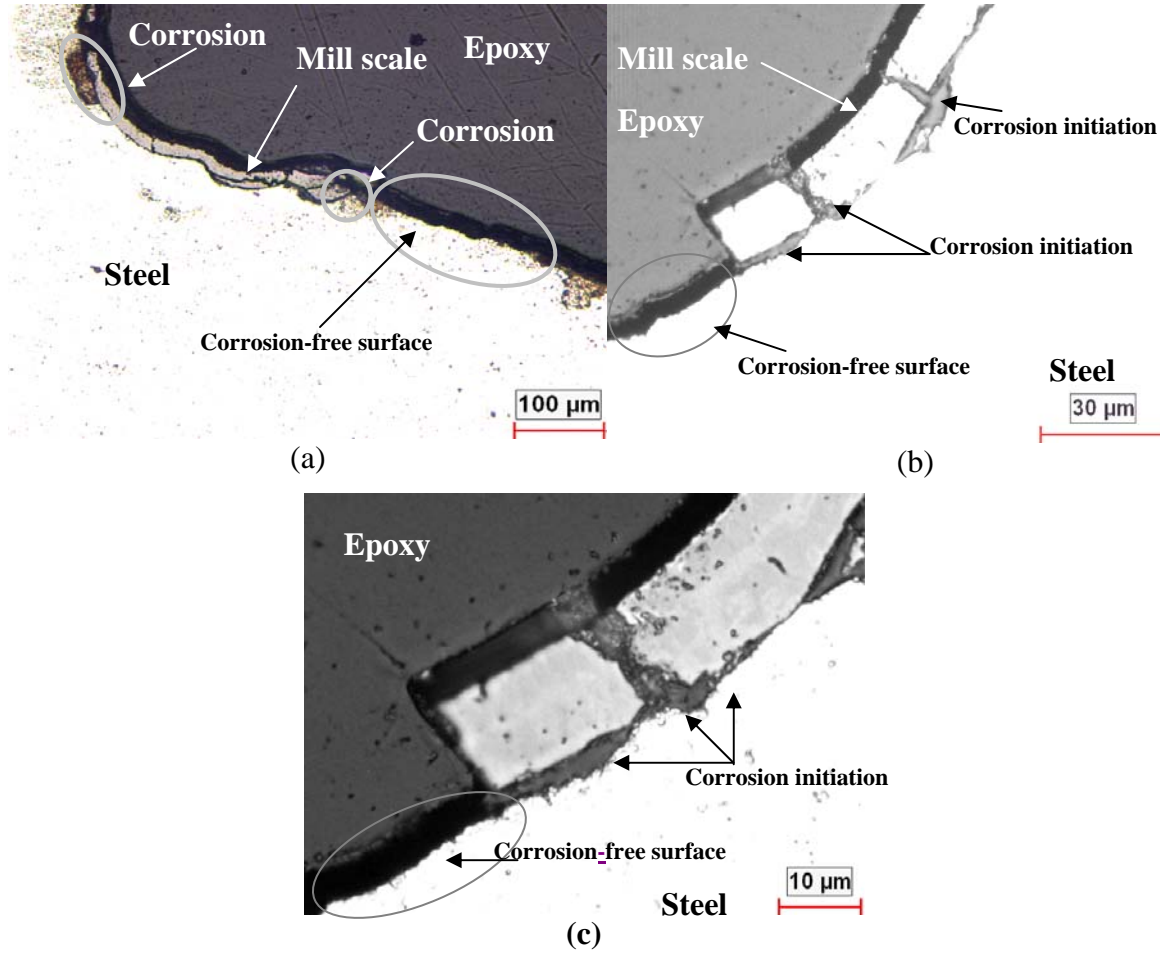 Corrosion
Epoxy
Mill scale
Corrosion
Steel
Corrosion-free surface
100 µm
(a)
Mill scale
Epoxy
Corrosion initiation
Corrosion initiation
Corrosion-free surface
Steel
30 µm
(b)
Epoxy
Corrosion initiation
Corrosion-free surface
Steel
10 µm
(c)